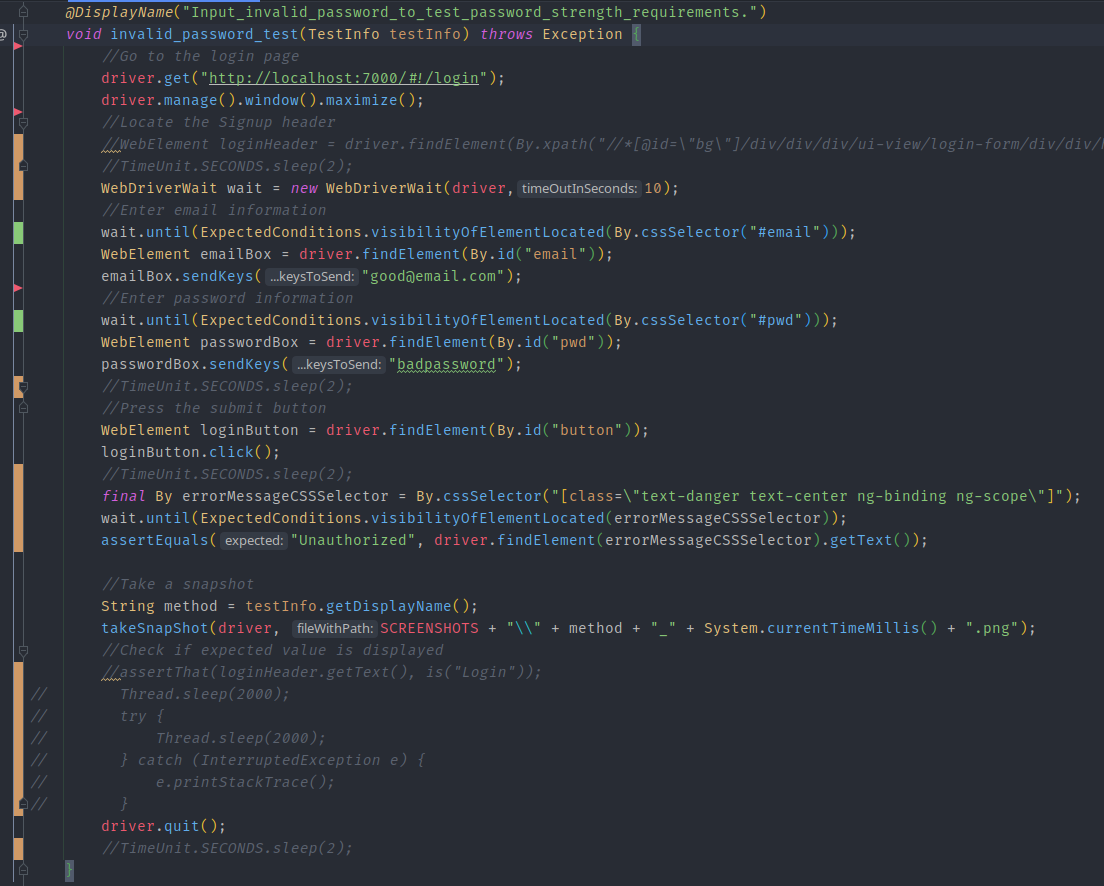 @DisplayName("Input_invalid_password_to_test_password_strength_requirements.")
void invalid_password_test(TestInfo testInfo) throws Exception {
//Go to the login page
driver.get("http://localhost:7000/#!/login");
driver.manage().window().maximize();
//Locate the Signup header
//WebElement loginHeader = driver.findElement(By.xpath("//*[@id=\"bg\"]/div/div/div/ui-view/login-form/div/div/
//TimeUnit.SECONDS.sleep(2);
WebDriverWait wait = new WebDriverWait(driver, timeOutInSeconds: 10);
//Enter email information
wait.until(ExpectedConditions.visibilityOfElementLocated(By.cssSelector("#email")));
WebElement emailBox = driver.findElement(By.id("email"));
emailBox.sendKeys( ...keysToSend: "good@email.com");
//Enter password information
wait.until(ExpectedConditions.visibilityOfElementLocated(By.cssSelector("#pwd")));
WebElement passwordBox = driver.findElement(By.id("pwd"));
passwordBox.sendKeys( ...keysToSend: "badpassword");
//TimeUnit.SECONDS.sleep(2);
//Press the submit button
WebElement loginButton = driver.findElement(By.id("button"));
loginButton.click();
//TimeUnit.SECONDS.sleep(2);
final By errorMessageCSSSelector = By.cssSelector("[class=\"text-danger text-center ng-binding ng-scope\"]");
wait.until(ExpectedConditions.visibilityOfElementLocated(errorMessageCSSSelector));
assertEquals( expected: "Unauthorized", driver.findElement(errorMessageCSSSelector).getText());
//Take a snapshot
String method = testInfo.getDisplayName();
takeSnapShot(driver, fileWithPath: SCREENSHOTS + "\\" + method + "_" + System.currentTimeMillis() + ".png");
//Check if expected value is displayed
//assertThat(loginHeader.getText(), is("Login"));
// Thread.sleep(2000);
// try {
// Thread.sleep(2000);
// } catch (InterruptedException e) {
// e.printStackTrace();
// }
driver.quit();
//TimeUnit.SECONDS.sleep(2);
}